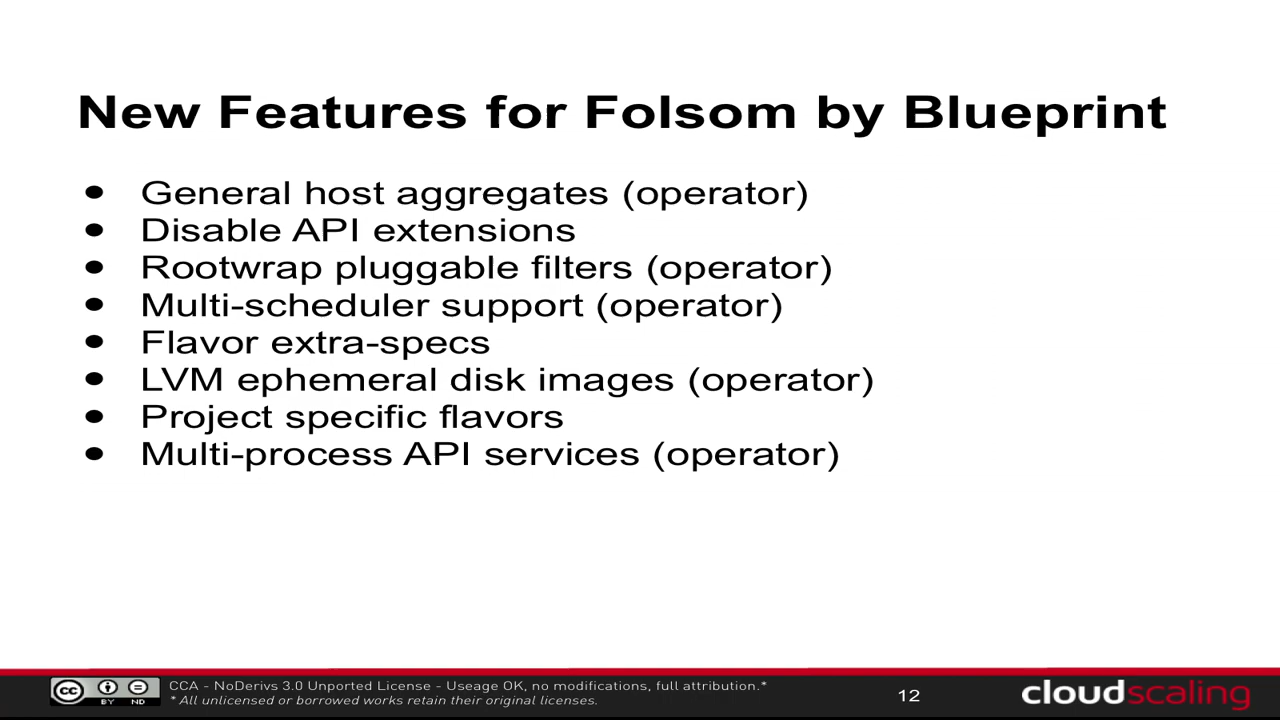 New Features for Folsom by Blueprint
● General host aggregates (operator)
● Disable API extensions
● Rootwrap pluggable filters (operator)
● Multi-scheduler support (operator)
● Flavor extra-specs
● LVM ephemeral disk images (operator)
● Project specific flavors
● Multi-process API services (operator)
cc BY ND
CCA - NoDerivs 3.0 Unported License - Useage OK, no modifications, full attribution.*
* All unlicensed or borrowed works retain their original licenses.
12
cloudscaling